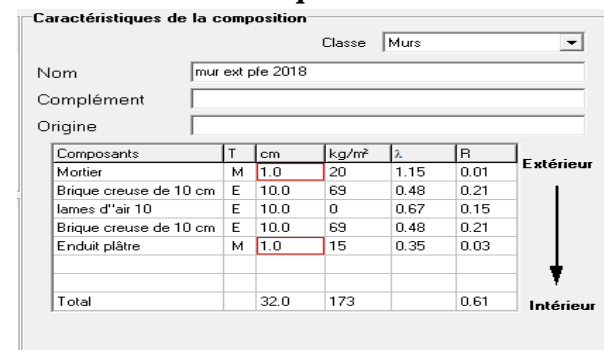 Caractéristiques de la composition
Classe Murs
Nom mur ext pfe 2018
Complément
Origine
Composants T cm kg/m² λ R
Extérieur
Mortier M 1.0 20 1.15 0.01
Brique creuse de 10 cm E 10.0 69 0.48 0.21
lames d''air 10 E 10.0 0 0.67 0.15
Brique creuse de 10 cm E 10.0 69 0.48 0.21
Enduit plâtre M 1.0 15 0.35 0.03
Total 32.0 173 0.61
Intérieur